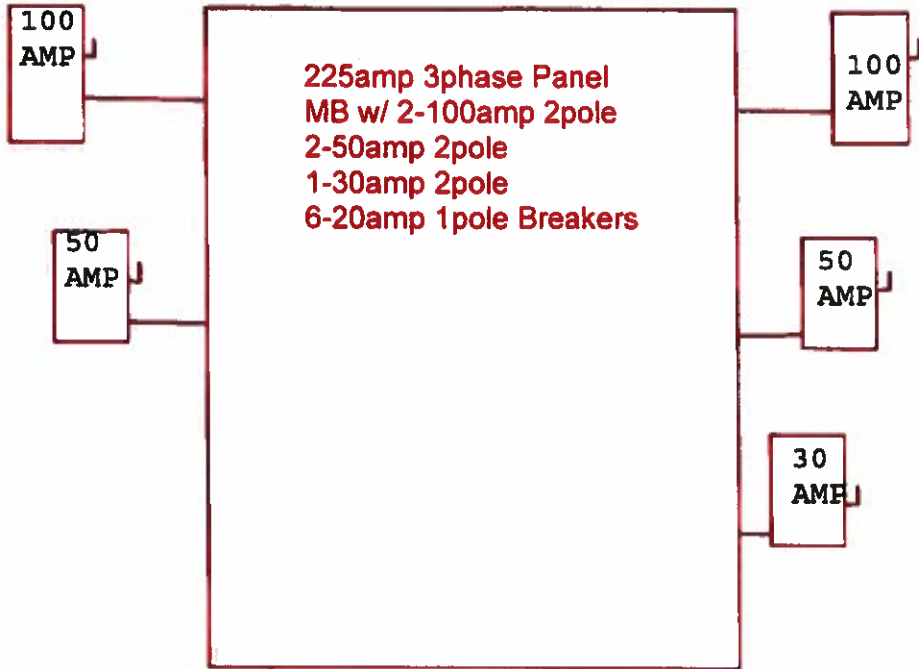 100
AMP
225amp 3phase Panel
MB w/ 2-100amp 2pole
2-50amp 2pole
1-30amp 2pole
6-20amp 1pole Breakers
100
AMP
50
AMP
50
AMP
30
AMP